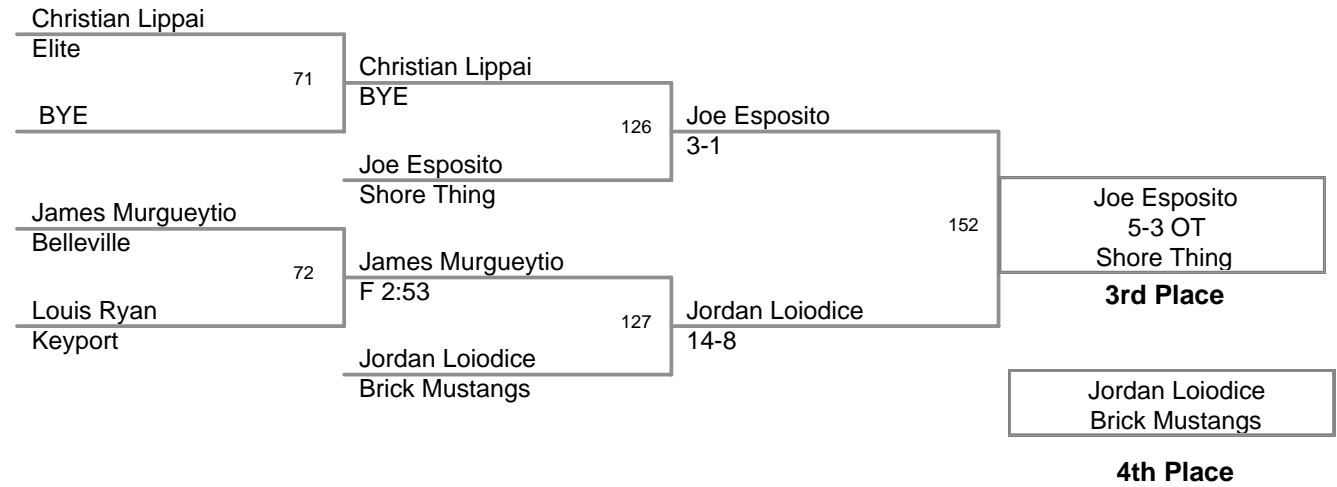 Christian Lippai
Elite
71
BYE
Christian Lippai
BYE
126
Joe Esposito
Shore Thing
James Murgueytio
Belleville
72
Louis Ryan
Keyport
James Murgueytio
F 2:53
127
Jordan Loiodice
Brick Mustangs
Joe Esposito
3-1
152
Jordan Loiodice
14-8
Joe Esposito
5-3 OT
Shore Thing
3rd Place
Jordan Loiodice
Brick Mustangs
4th Place